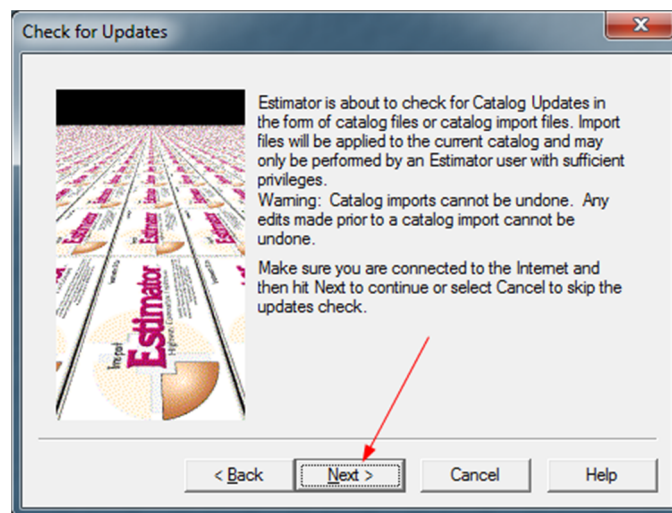 Check for Updates
Estimator is about to check for Catalog Updates in
the form of catalog files or catalog import files. Import
files will be applied to the current catalog and may
only be performed by an Estimator user with sufficient
privileges.
Warning: Catalog imports cannot be undone. Any
edits made prior to a catalog import cannot be
undone.
Make sure you are connected to the Internet and
then hit Next to continue or select Cancel to skip the
updates check.
Estimator
< Back
Next >
Cancel
Help